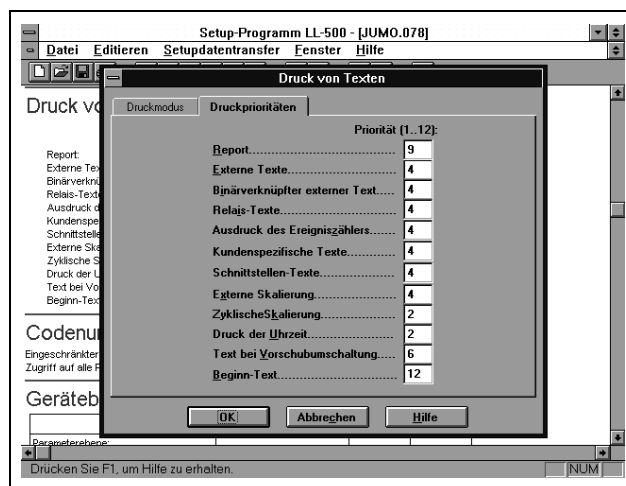 Setup-Programm LL-500 - [JUMO.078]
Datei Editieren Setupdatentransfer Fenster Hilfe
Druck von Texten
Druck vo
Druckmodus Druckprioritäten
Priorität (1..12):
Report: Report 9
Externe Tex Externe Texte 4
Binärverknü Binärverknüpfter externer Text 4
Relais-Texte Relais-Texte 4
Ausdruck d Ausdruck des Ereigniszählers 4
Kundenspe Kundenspezifische Texte 4
Schnittstelle Schnittstellen-Texte 4
Externe Ska Externe Skalierung 4
Zyklische S ZyklischeSkalierung 2
Druck der U Druck der Uhrzeit 2
Text bei Vo Text bei Vorschubumschaltung 6
Beginn-Tex Beginn-Text 12
Codenu
Eingeschränkter
Zugriff auf alle P
Geräteb
OK Abbrechen Hilfe
Parameterebene:
Drücken Sie F1, um Hilfe zu erhalten. NUM